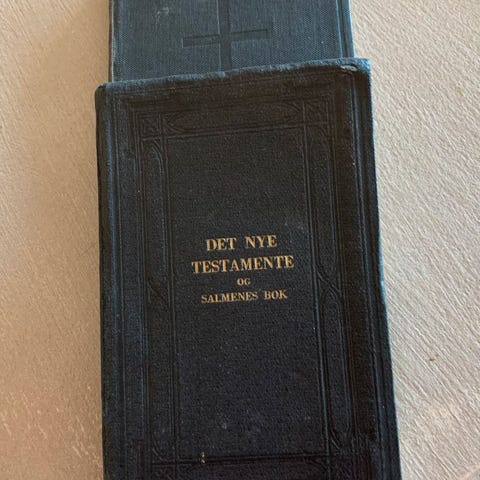 DET NYE
TESTAMENTE
OG
SALMENES BOK